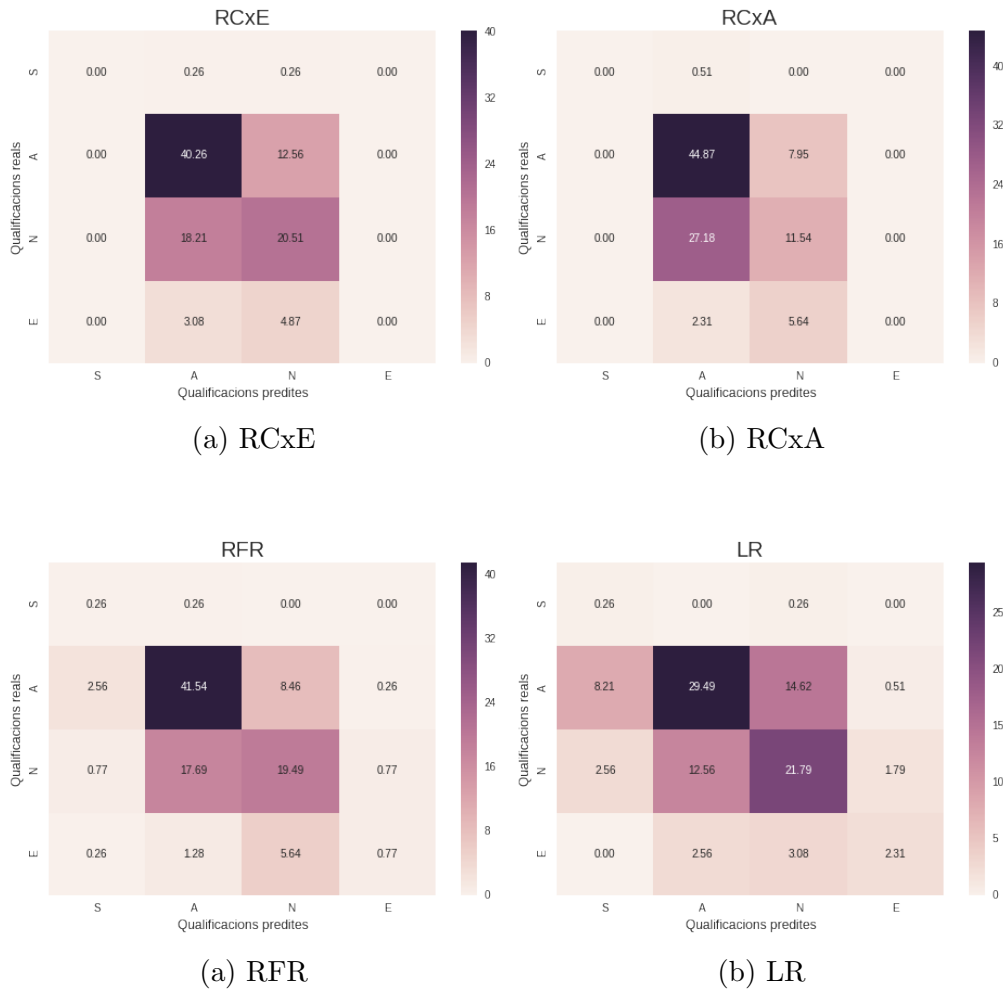 RCxE
RCxA
S 0.00 0.26 0.26 0.00
A 0.00 40.26 12.56 0.00
N 0.00 18.21 20.51 0.00
E 0.00 3.08 4.87 0.00
S A N E
Qualificacions reals
Qualificacions predites
40
32
24
16
8
0
S 0.00 0.51 0.00 0.00
A 0.00 44.87 7.95 0.00
N 0.00 27.18 11.54 0.00
E 0.00 2.31 5.64 0.00
S A N E
Qualificacions reals
Qualificacions predites
40
32
24
16
8
0
(a) RCxE
(b) RCxA
RFR
LR
S 0.26 0.26 0.00 0.00
A 2.56 41.54 8.46 0.26
N 0.77 17.69 19.49 0.77
E 0.26 1.28 5.64 0.77
S A N E
Qualificacions reals
Qualificacions predites
40
32
24
16
8
0
S 0.26 0.00 0.26 0.00
A 8.21 29.49 14.62 0.51
N 2.56 12.56 21.79 1.79
E 0.00 2.56 3.08 2.31
S A N E
Qualificacions reals
Qualificacions predites
25
20
15
10
5
0
(a) RFR
(b) LR